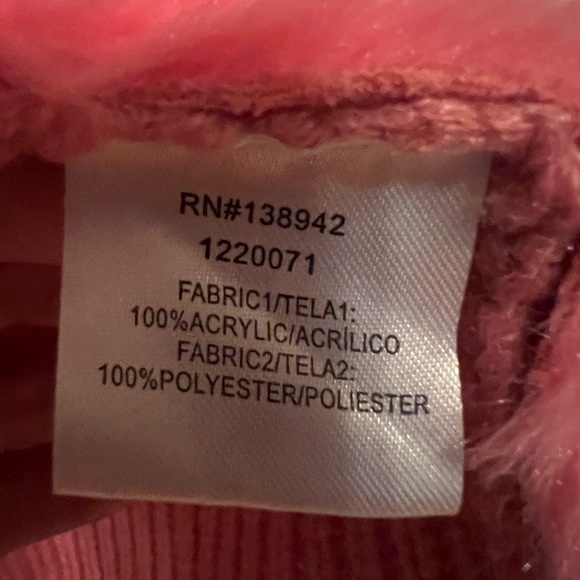 RN#138942
1220071
FABRIC1/TELA1:
100%ACRYLIC/ACRÍLICO
FABRIC2/TELA2:
100%POLYESTER/POLIESTER